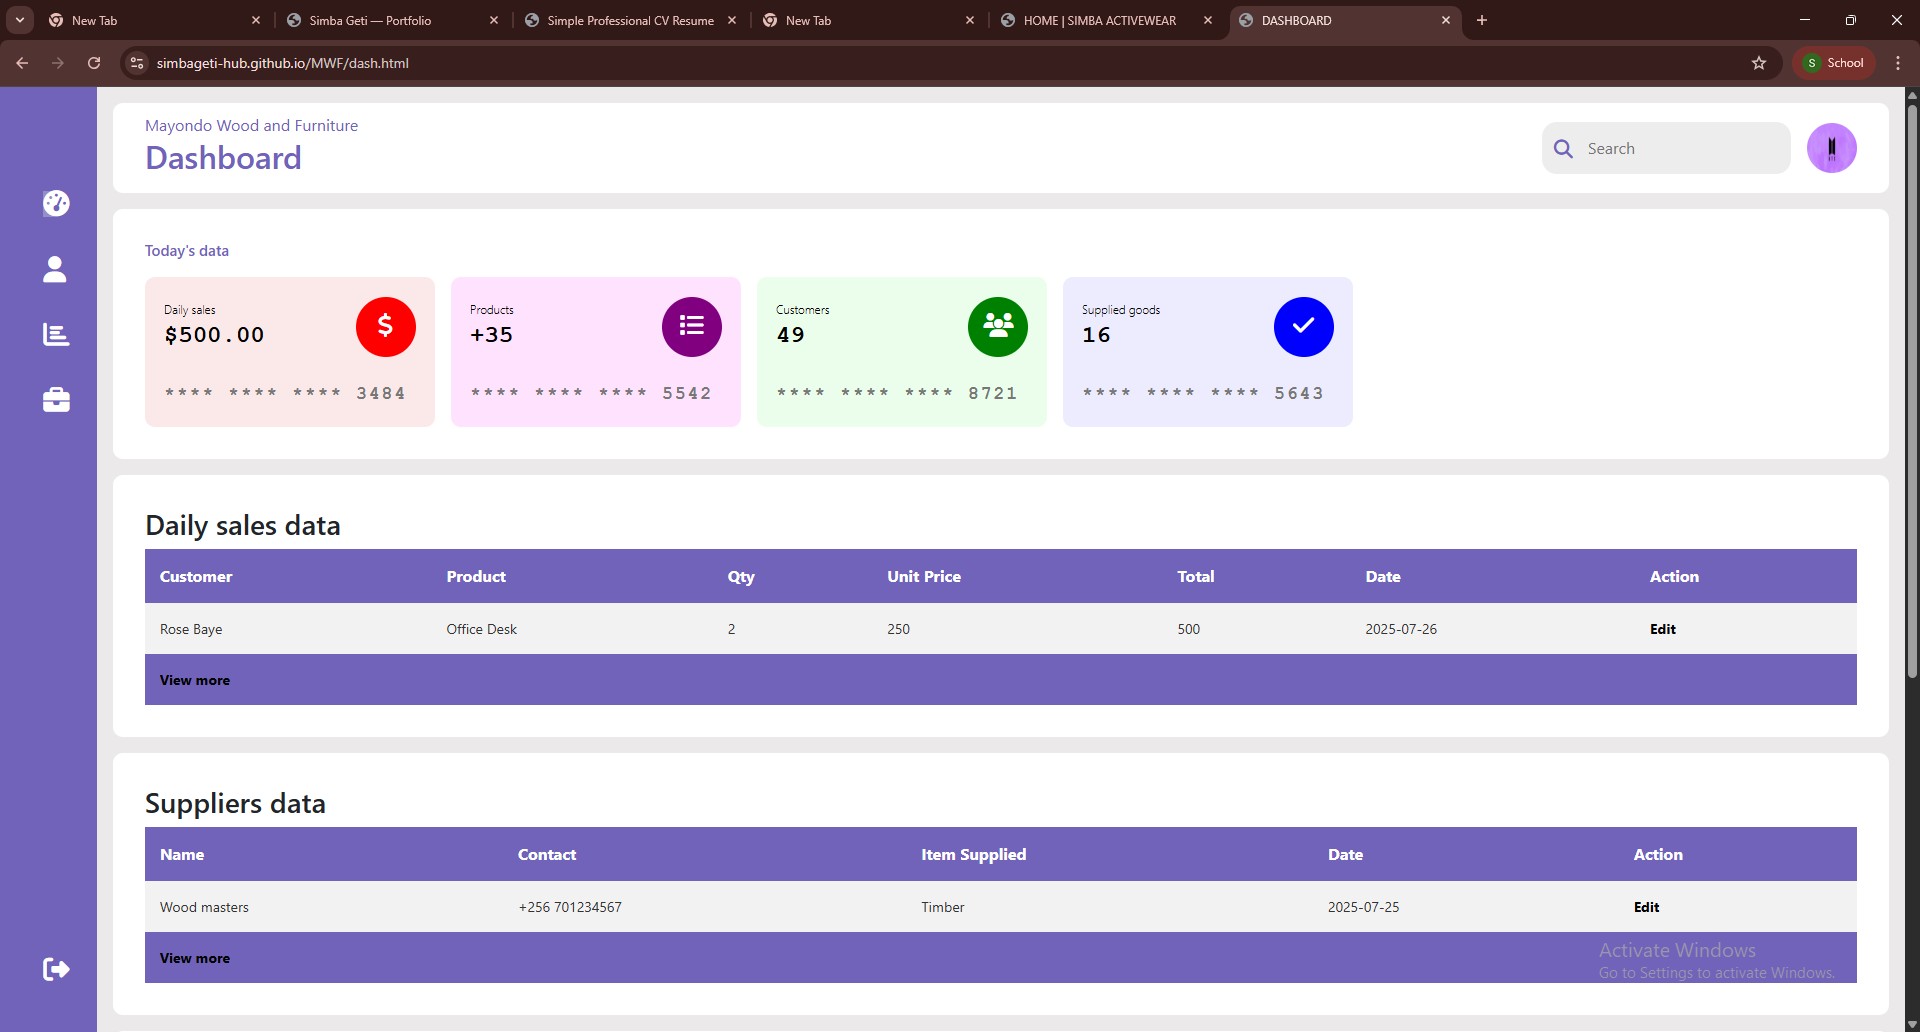 New Tab
Simba Geti — Portfolio
Simple Professional CV Resume
New Tab
HOME | SIMBA ACTIVEWEAR
DASHBOARD
simbageti-hub.github.io/MWF/dash.html
S School
Mayondo Wood and Furniture
Dashboard
Search
Today's data
Daily sales
$500.00
**** **** **** 3484
Products
+35
**** **** **** 5542
Customers
49
**** **** **** 8721
Supplied goods
16
**** **** **** 5643
Daily sales data
Customer Product Qty Unit Price Total Date Action
Rose Baye Office Desk 2 250 500 2025-07-26 Edit
View more
Suppliers data
Name Contact Item Supplied Date Action
Wood masters +256 701234567 Timber 2025-07-25 Edit
View more
Activate Windows
Go to Settings to activate Windows.